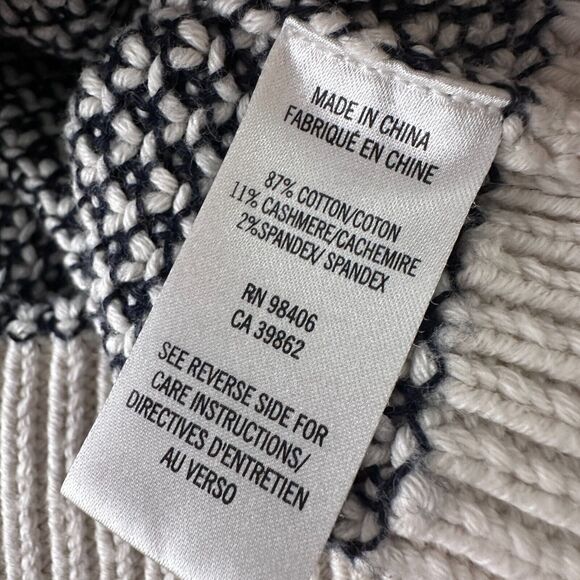 MADE IN CHINA
FABRIQUÉ EN CHINE
87% COTTON/COTON
11% CASHMERE/CACHEMIRE
2%SPANDEX/ SPANDEX
RN 98406
CA 39862
SEE REVERSE SIDE FOR
CARE INSTRUCTIONS/
DIRECTIVES D'ENTRETIEN
AU VERSO